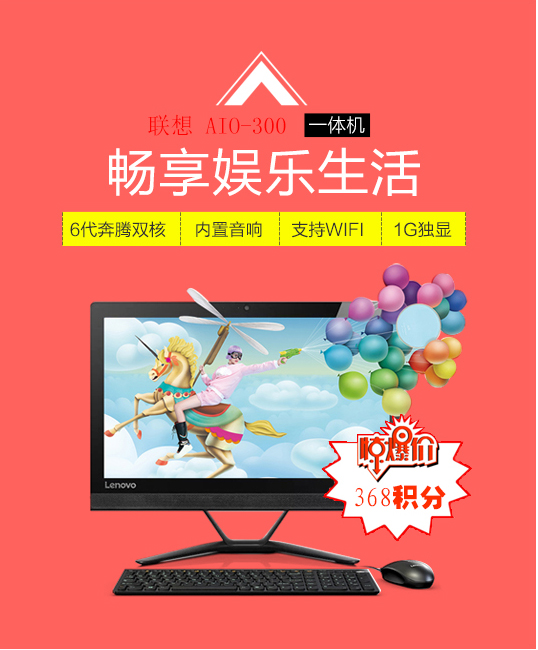 联想 AIO-300 一体机
畅享娱乐生活
6代奔腾双核 内置音响 支持WIFI 1G独显
Lenovo
惊爆价
368积分